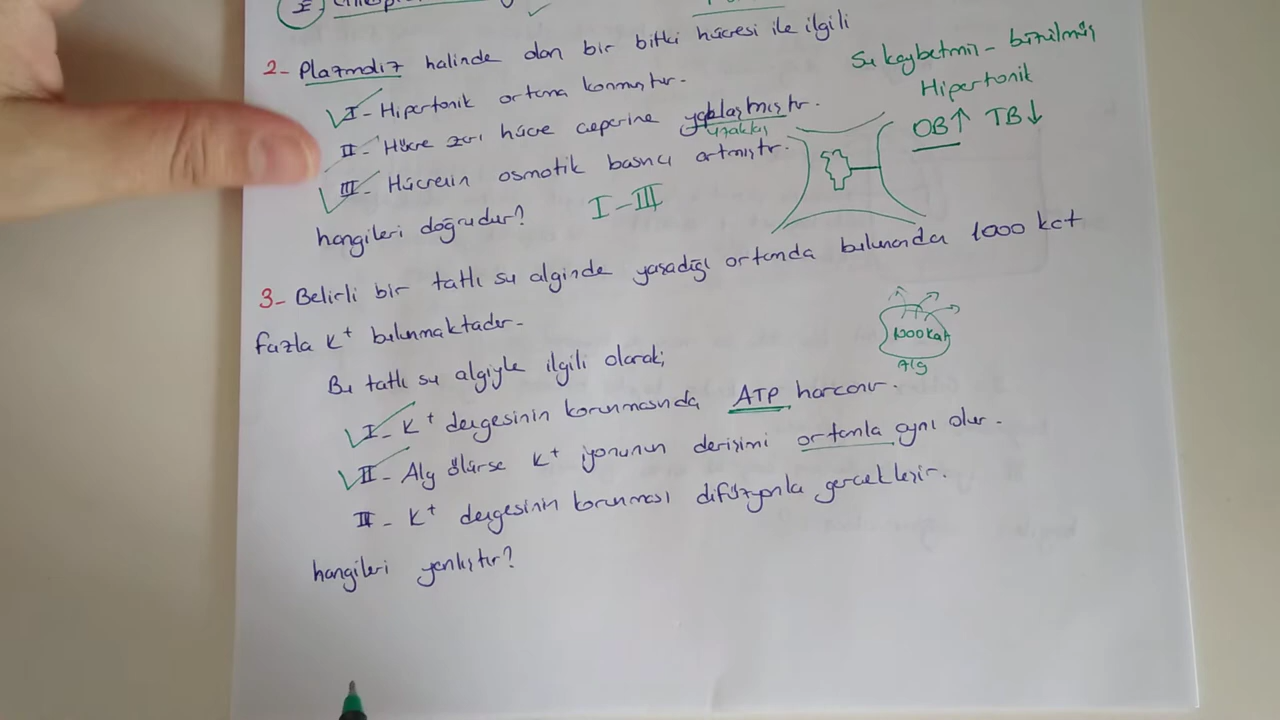 2- Plazmoliz halinde olan bir bitki hücresi ile ilgili
I- Hipertonik ortama konmuştur.
II- Hücre zarı hücre çeperine yaklaşmıştır.
uzaklaş
III- Hücrenin osmotik basıncı artmıştır.
hangileri doğrudur?
I-III
Su kaybetmiş - büzülmüş
Hipertonik
OB↑ TB↓
3- Belirli bir tatlı su alginde yaşadığı ortamda bulunanda 1000 kat
fazla K+ bulunmaktadır.
1000 kat
Alg
Bu tatlı su algiyle ilgili olarak;
I- K+ dengesinin korunmasında ATP harcanır.
II- Alg ölürse K+ iyonunun derişimi ortamla aynı olur.
III- K+ dengesinin korunması difüzyonla gerçekleşir.
hangileri yanlıştır?